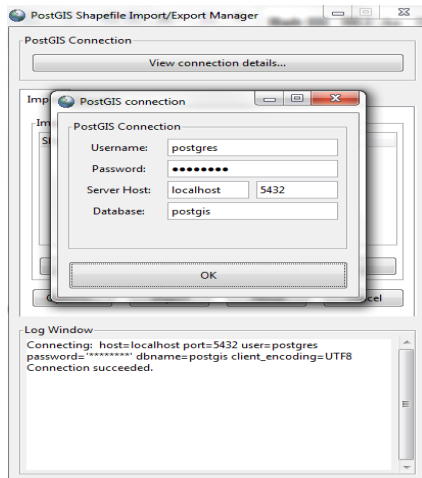 PostGIS Shapefile Import/Export Manager
PostGIS Connection
View connection details...
PostGIS connection
PostGIS Connection
Username: postgres
Password: ••••••••
Server Host: localhost 5432
Database: postgis
OK
Log Window
Connecting: host=localhost port=5432 user=postgres
password='********' dbname=postgis client_encoding=UTF8
Connection succeeded.